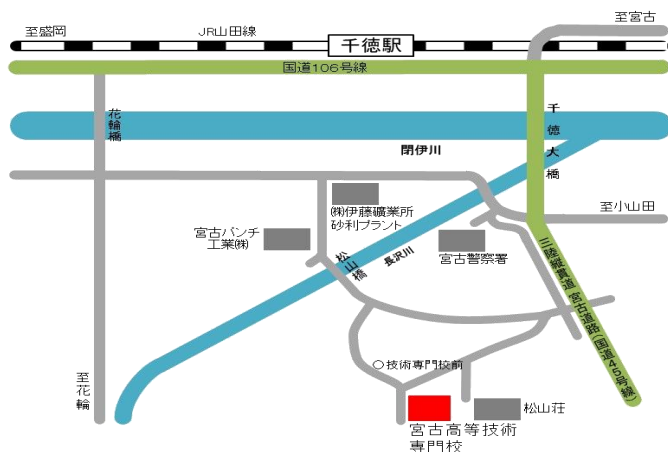 至宮古
至盛岡
JR山田線
千徳駅
国道106号線
花輪橋
千徳大橋
閉伊川
㈱伊藤礦業所
砂利プラント
至小山田
宮古バンチ
工業㈱
松山橋
長沢川
宮古警察署
三陸縦貫道 宮古道路(国道45号線)
○技術専門校前
至花輪
松山荘
宮古高等技術
専門校